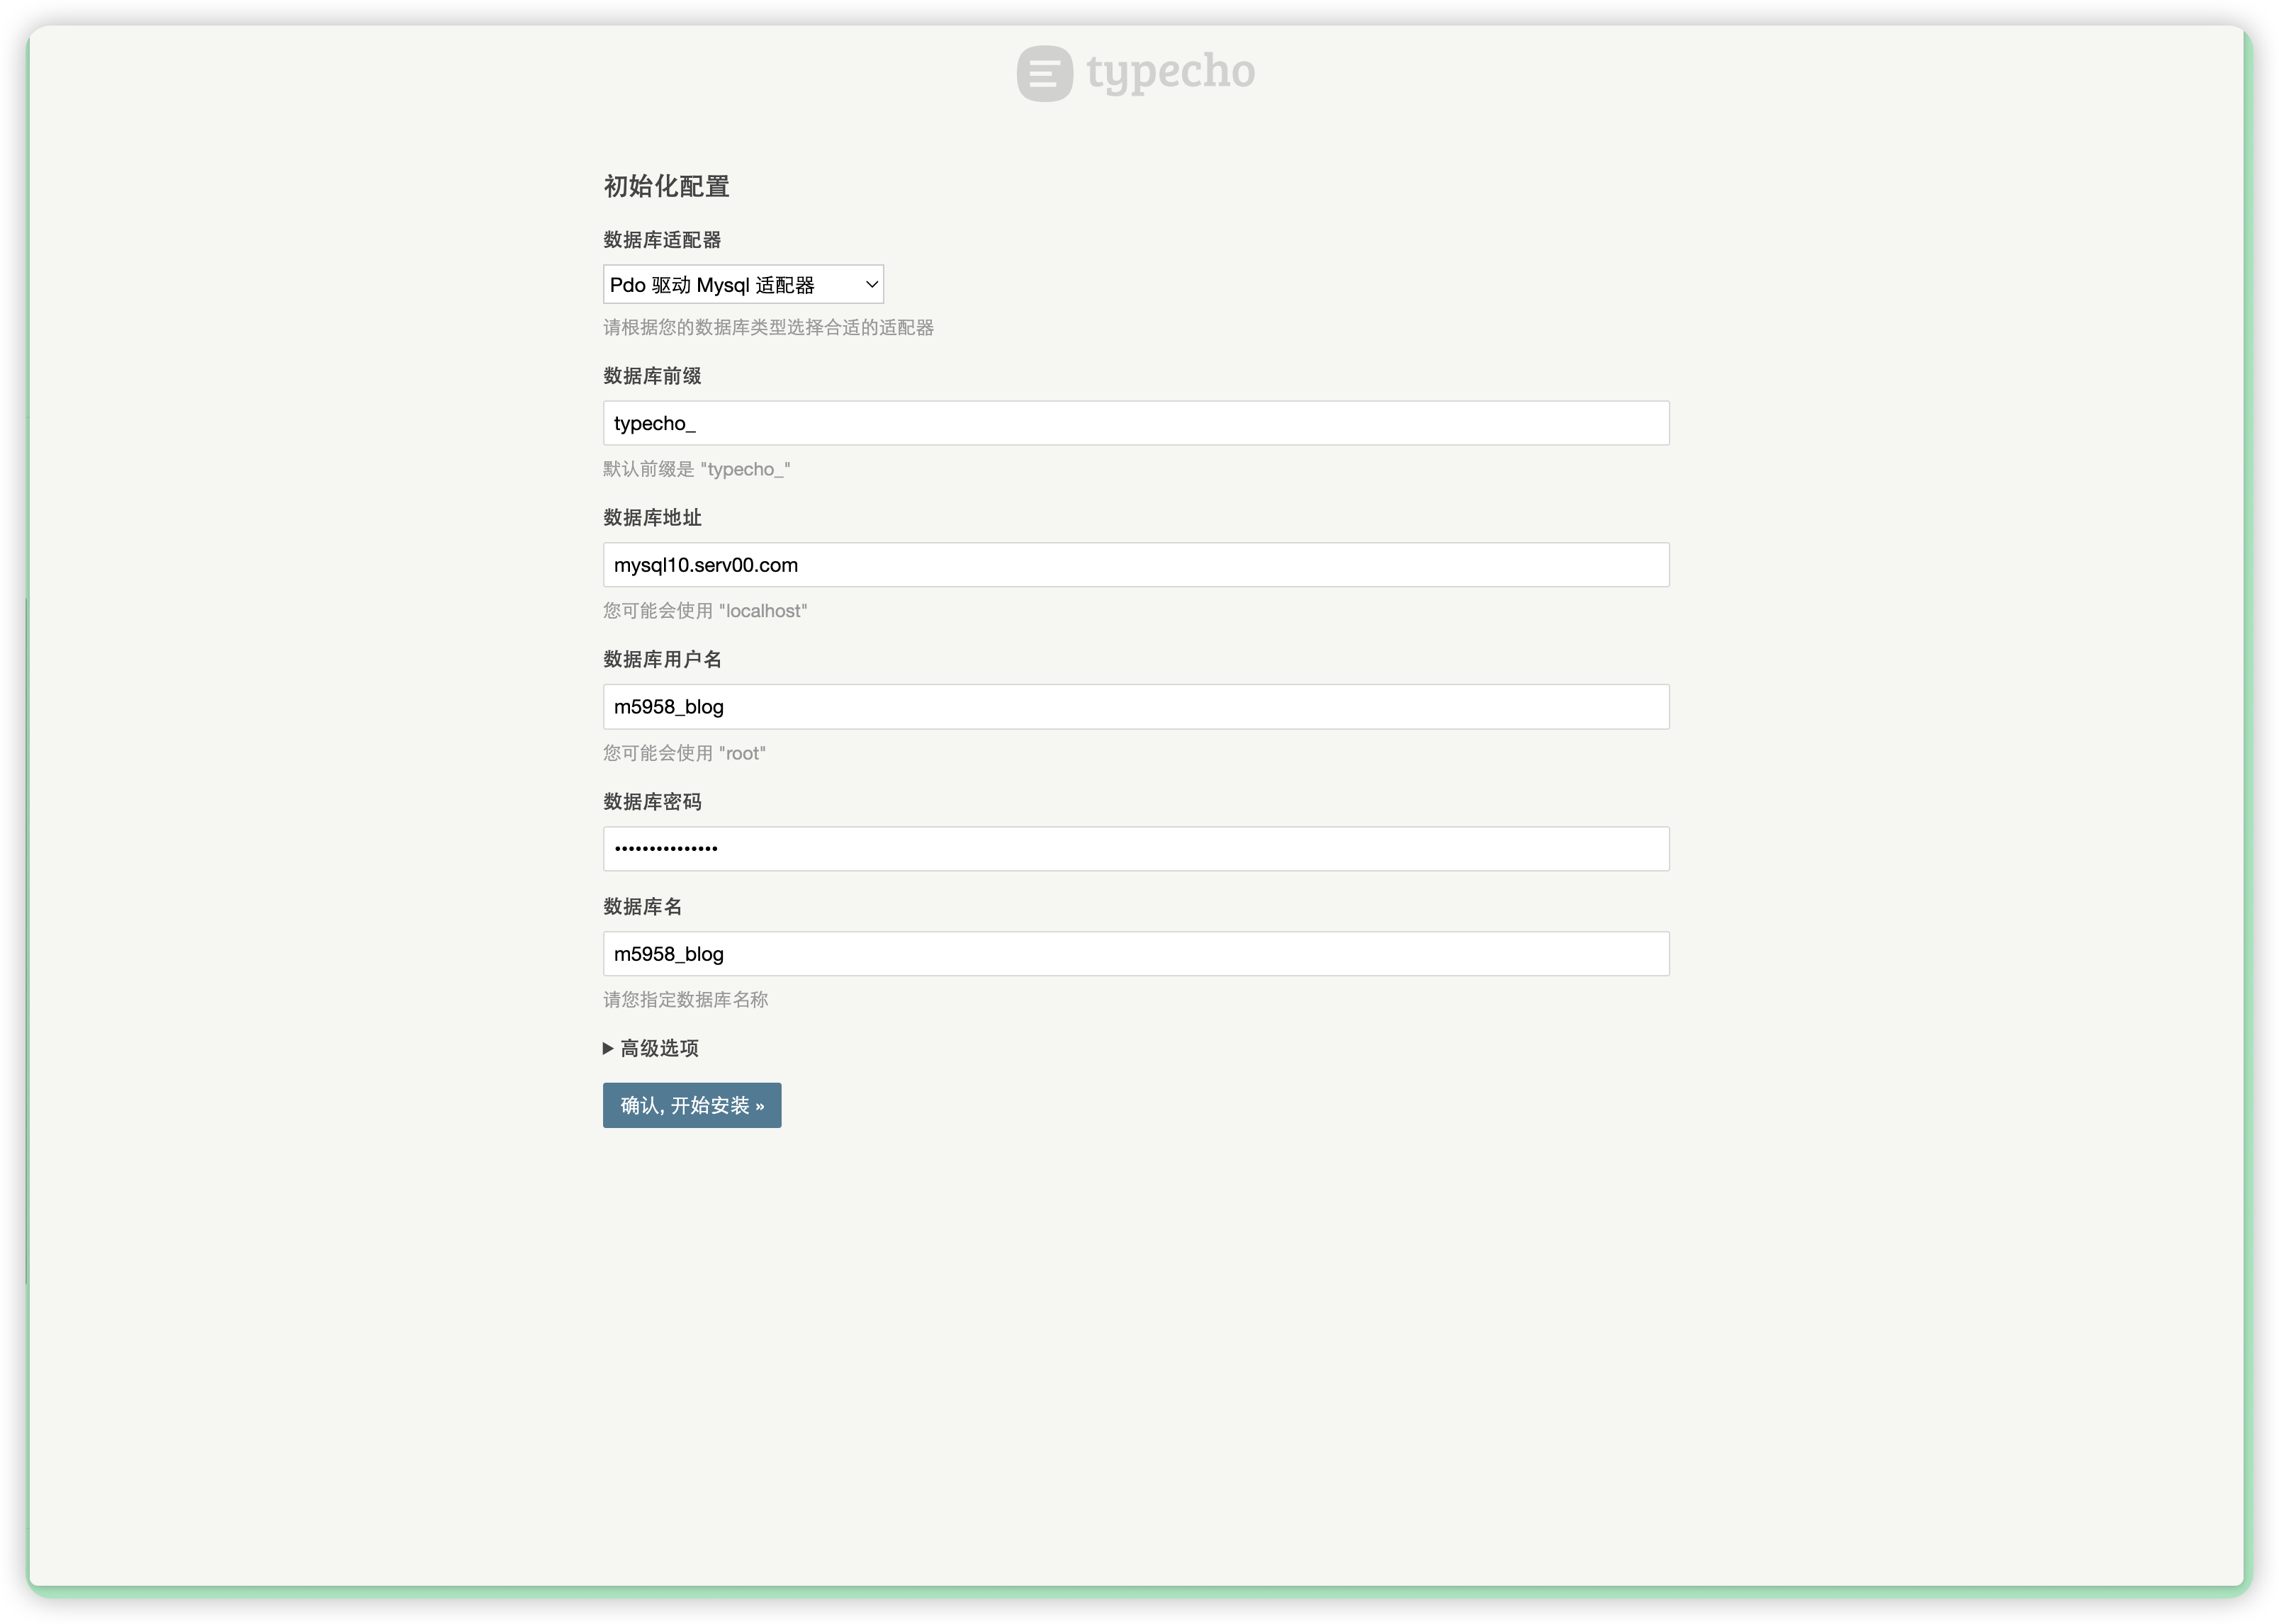 typecho
初始化配置
数据库适配器
Pdo 驱动 Mysql 适配器
请根据您的数据库类型选择合适的适配器
数据库前缀
typecho_
默认前缀是 "typecho_"
数据库地址
mysql10.serv00.com
您可能会使用 "localhost"
数据库用户名
m5958_blog
您可能会使用 "root"
数据库密码
•••••••••••••••
数据库名
m5958_blog
请您指定数据库名称
高级选项
确认, 开始安装 »